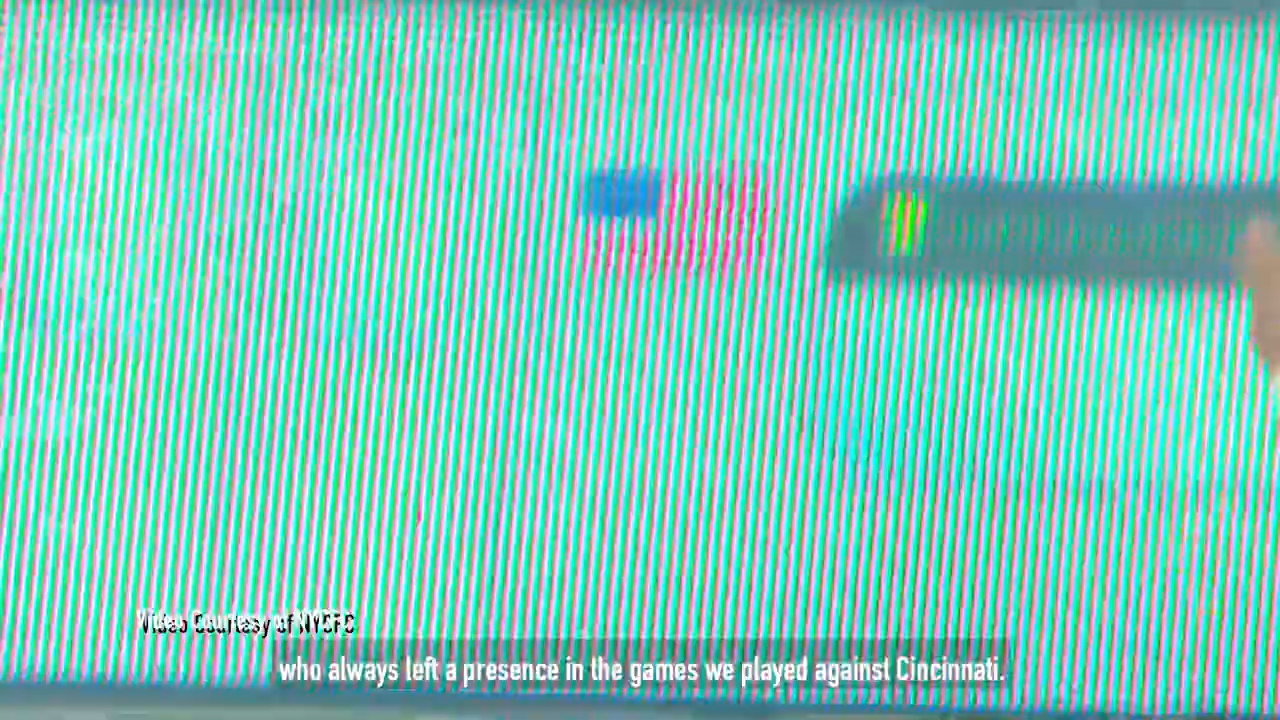 Video Courtesy of NYCFC
who always left a presence in the games we played against Cincinnati.